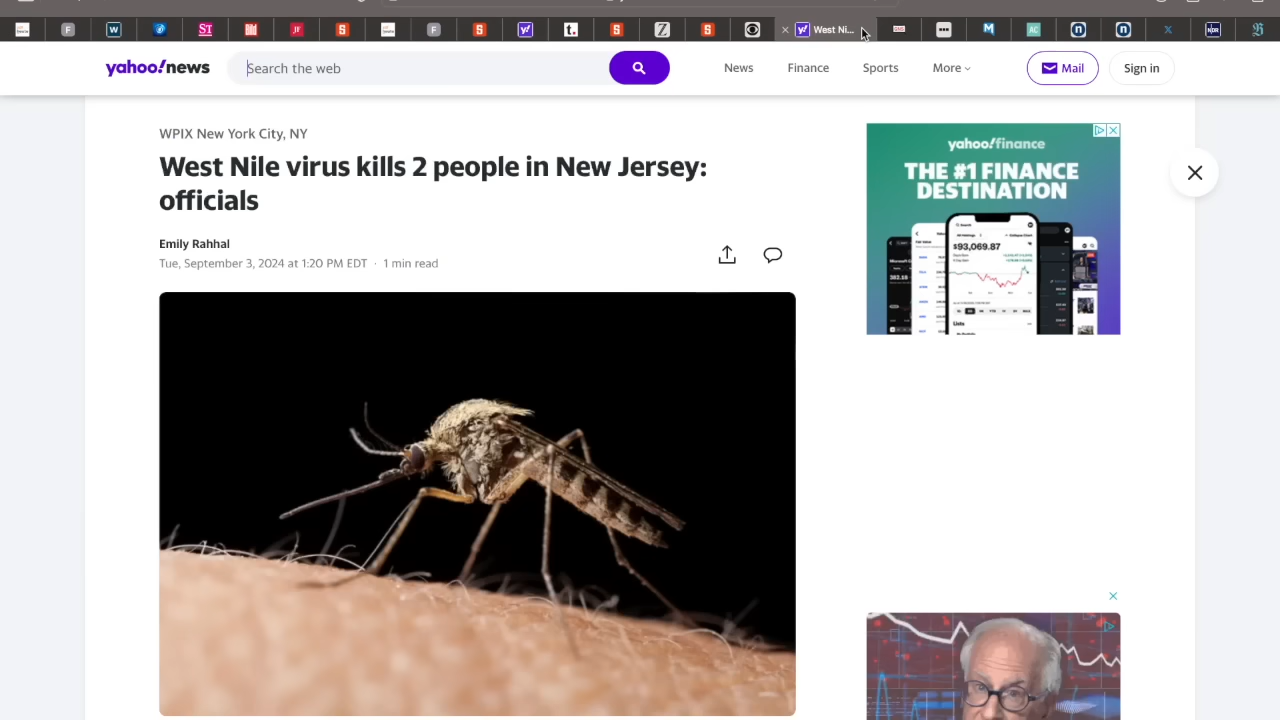 West Ni...
yahoo!news
Search the web
News
Finance
Sports
More
Mail
Sign in
WPIX New York City, NY
West Nile virus kills 2 people in New Jersey:
officials
Emily Rahhal
Tue, September 3, 2024 at 1:20 PM EDT · 1 min read
yahoo!finance
THE #1 FINANCE
DESTINATION
$93,069.87
Lists